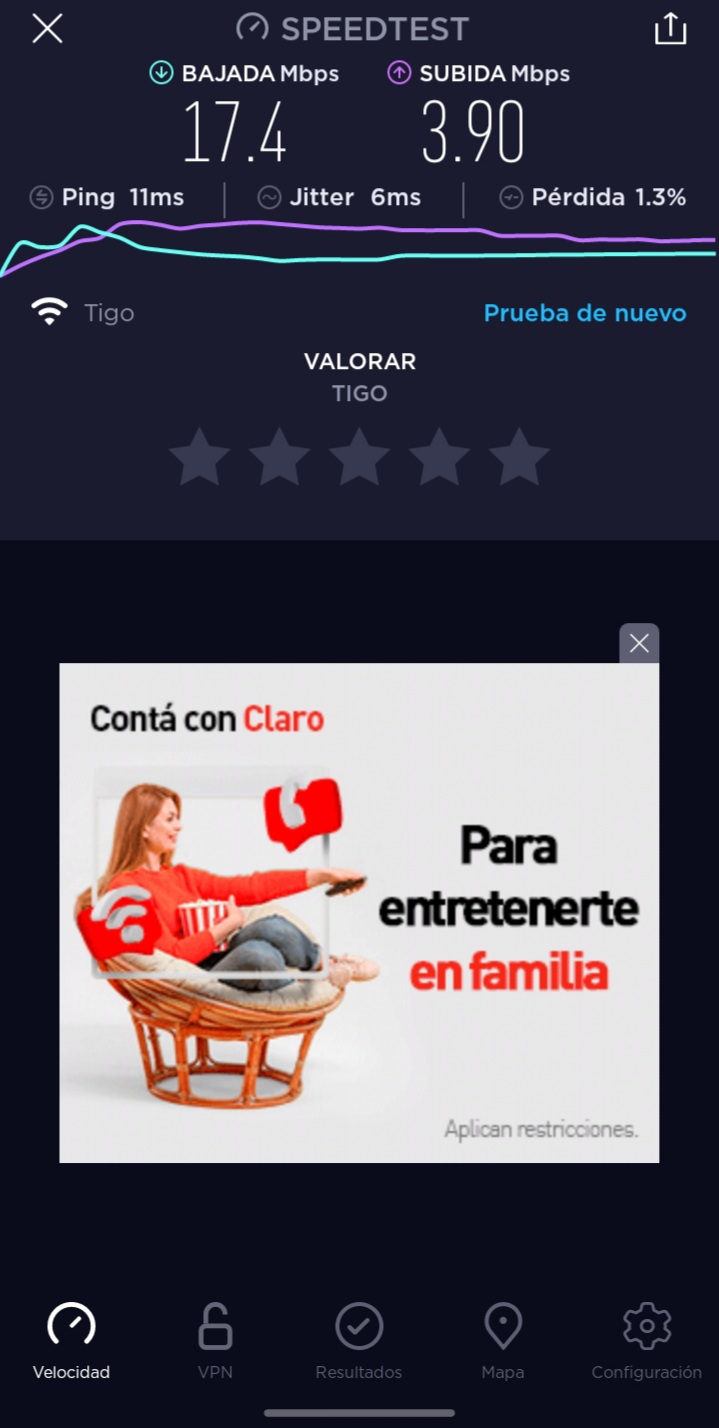 SPEEDTEST
BAJADA Mbps
SUBIDA Mbps
17.4
3.90
Ping 11ms
Jitter 6ms
Pérdida 1.3%
Tigo
Prueba de nuevo
VALORAR
TIGO
Contá con Claro
Para
entretenerte
en familia
Aplican restricciones.
Velocidad
VPN
Resultados
Mapa
Configuración